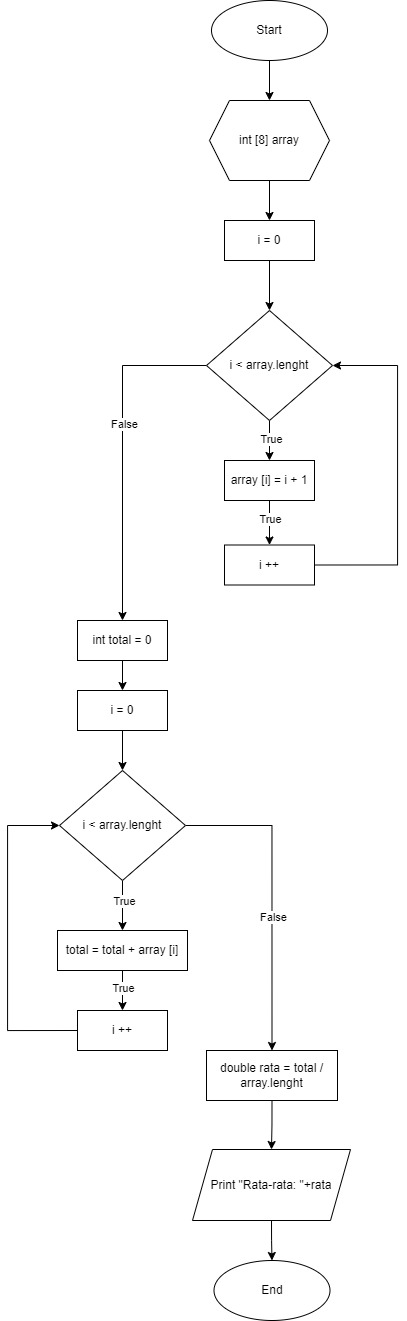 Start
int [8] array
i = 0
i < array.lenght
True
array [i] = i + 1
True
i ++
False
int total = 0
i = 0
i < array.lenght
True
total = total + array [i]
True
i ++
False
double rata = total /
array.lenght
Print "Rata-rata: "+rata
End